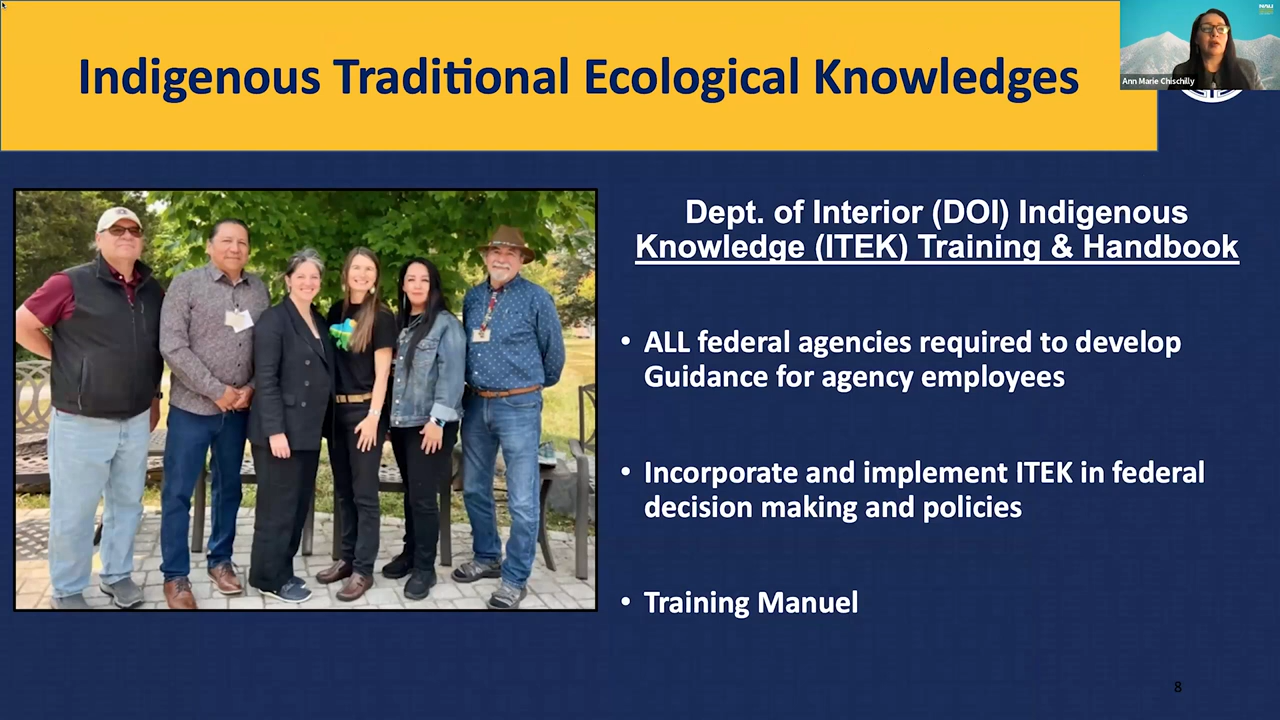 Indigenous Traditional Ecological Knowledges
NAU
Ann Marie Chischilly
Dept. of Interior (DOI) Indigenous
Knowledge (ITEK) Training & Handbook
• ALL federal agencies required to develop
Guidance for agency employees
• Incorporate and implement ITEK in federal
decision making and policies
• Training Manuel
8